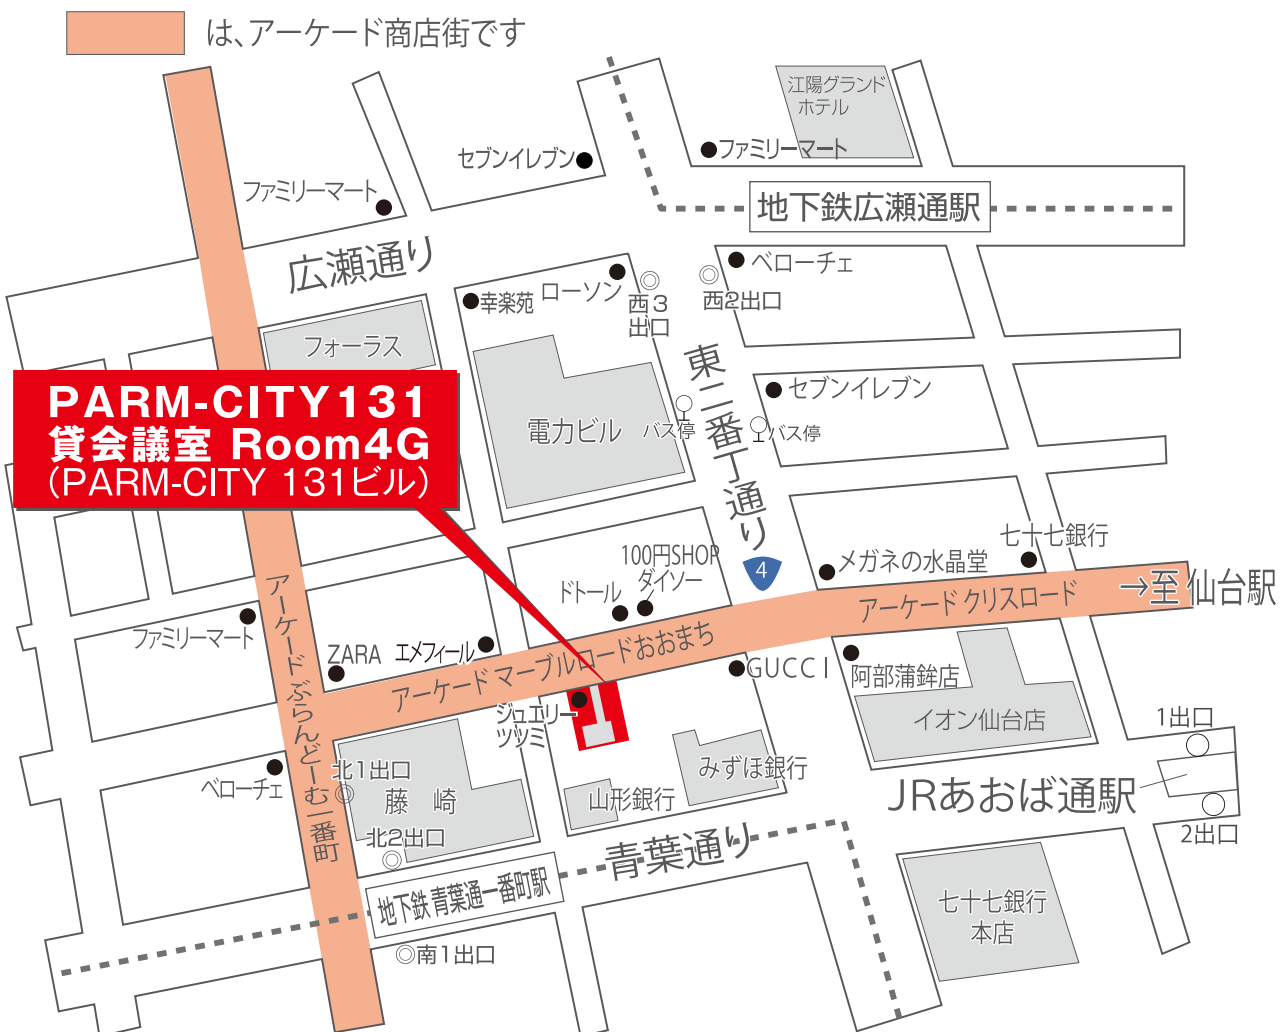 は、アーケード商店街です
江陽グランド
ホテル
セブンイレブン
ファミリーマート
ファミリーマート
地下鉄広瀬通駅
広瀬通り
ベローチェ
ローソン
幸楽苑
西3
出口
西2出口
フォーラス
東二番丁通り
セブンイレブン
PARM-CITY131
貸会議室 Room4G
(PARM-CITY 131ビル)
電力ビル
バス停
バス停
七十七銀行
100円SHOP
ダイソー
メガネの水晶堂
4
ドトール
→至 仙台駅
アーケード クリスロード
ファミリーマート
ZARA
エメフィール
アーケード マーブルロードおおまち
アーケード ぶらんどーむ一番町
GUCCI
阿部蒲鉾店
ジュエリー
ツツミ
イオン仙台店
1出口
みずほ銀行
北1出口
ベローチェ
藤崎
山形銀行
JRあおば通駅
北2出口
2出口
青葉通り
地下鉄 青葉通一番町駅
七十七銀行
本店
南1出口